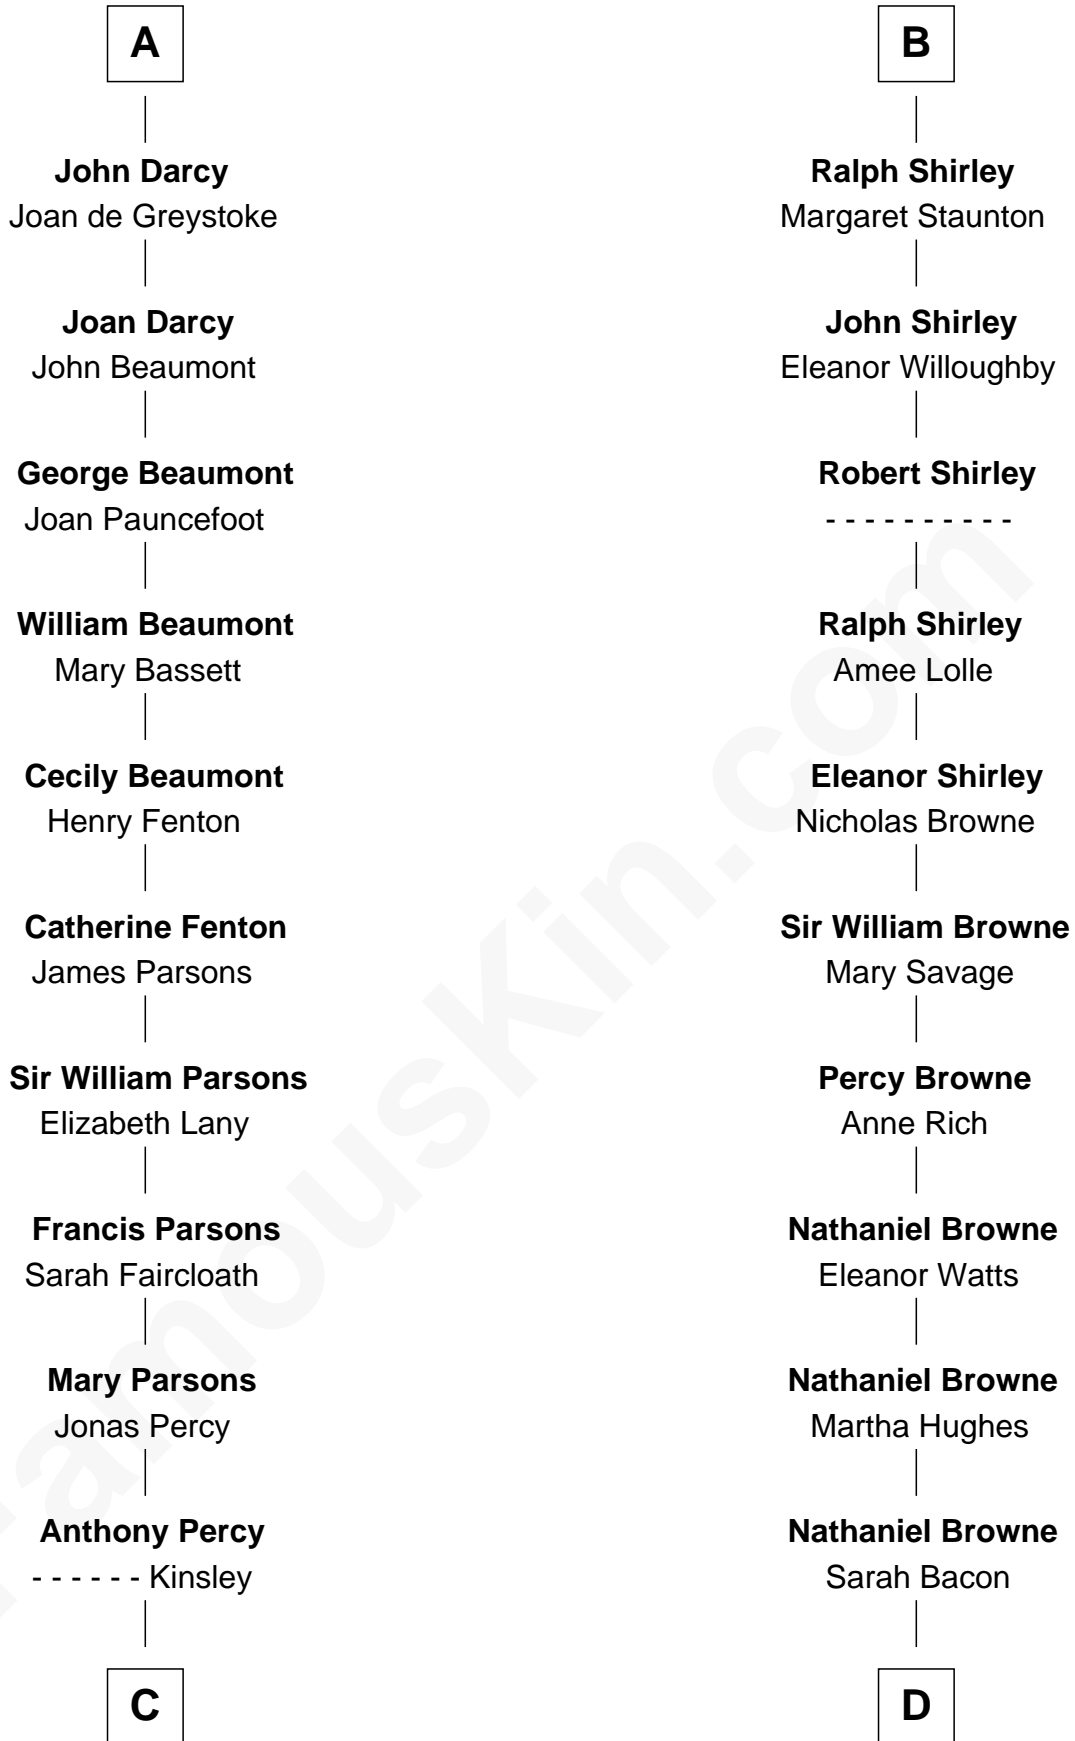 A
John Darcy
Joan de Greystoke
Joan Darcy
John Beaumont
George Beaumont
Joan Pauncefoot
William Beaumont
Mary Bassett
Cecily Beaumont
Henry Fenton
Catherine Fenton
James Parsons
Sir William Parsons
Elizabeth Lany
Francis Parsons
Sarah Faircloath
Mary Parsons
Jonas Percy
Anthony Percy
- - - - - - Kinsley
C
B
Ralph Shirley
Margaret Staunton
John Shirley
Eleanor Willoughby
Robert Shirley
- - - - - - - - - -
Ralph Shirley
Amee Lolle
Eleanor Shirley
Nicholas Browne
Sir William Browne
Mary Savage
Percy Browne
Anne Rich
Nathaniel Browne
Eleanor Watts
Nathaniel Browne
Martha Hughes
Nathaniel Browne
Sarah Bacon
D
FamousKin.com